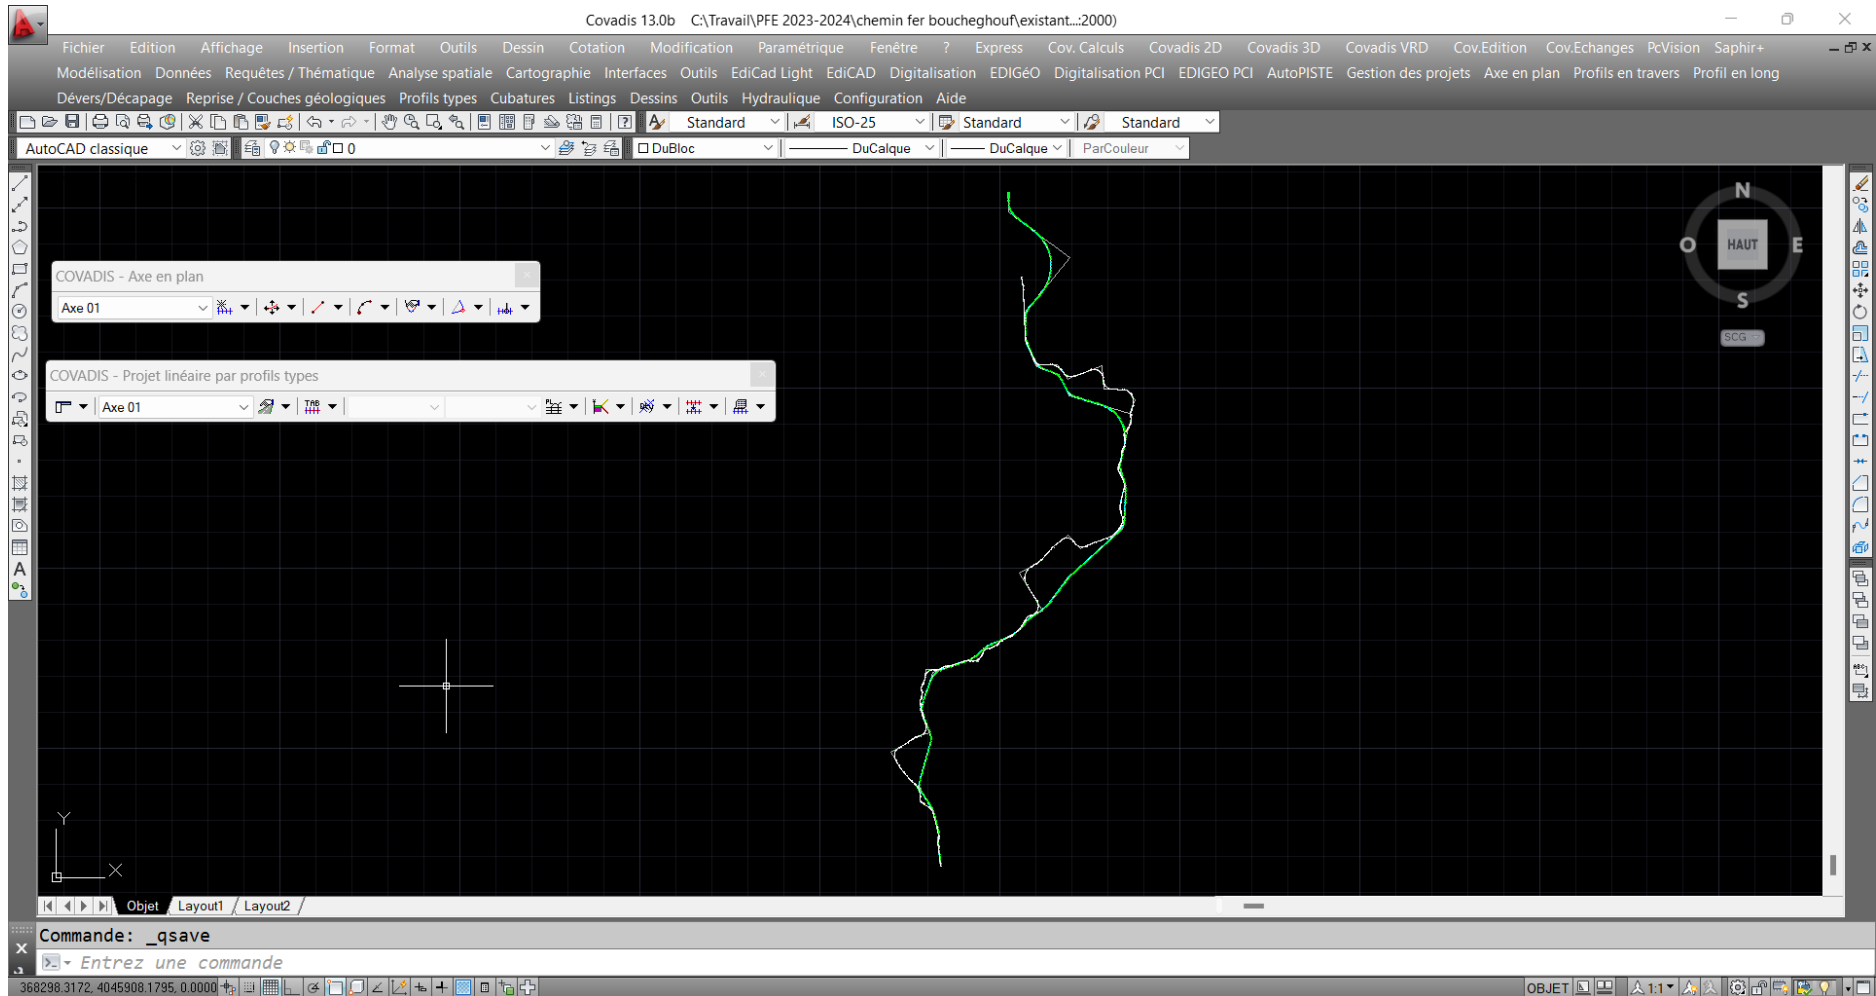 Covadis 13.0b C:\Travail\PFE 2023-2024\chemin fer boucheghouf\existant...:2000)
Fichier Edition Affichage Insertion Format Outils Dessin Cotation Modification Paramétrique Fenêtre ? Express Cov. Calculs Covadis 2D Covadis 3D Covadis VRD Cov.Edition Cov.Echanges PcVision Saphir+
Modélisation Données Requêtes / Thématique Analyse spatiale Cartographie Interfaces Outils EdiCad Light EdiCAD Digitalisation EDIGéO Digitalisation PCI EDIGEO PCI AutoPISTE Gestion des projets Axe en plan Profils en travers Profil en long
Dévers/Décapage Reprise / Couches géologiques Profils types Cubatures Listings Dessins Outils Hydraulique Configuration Aide
Standard ISO-25 Standard Standard
AutoCAD classique 0 DuBloc DuCalque DuCalque ParCouleur
N
O HAUT E
S
SCG
COVADIS - Axe en plan
Axe 01
COVADIS - Projet linéaire par profils types
Axe 01 TAB
A
Y
X
Objet Layout1 Layout2
Commande: _qsave
Entrez une commande
368298.3172, 4045908.1795, 0.0000 OBJET 1:1